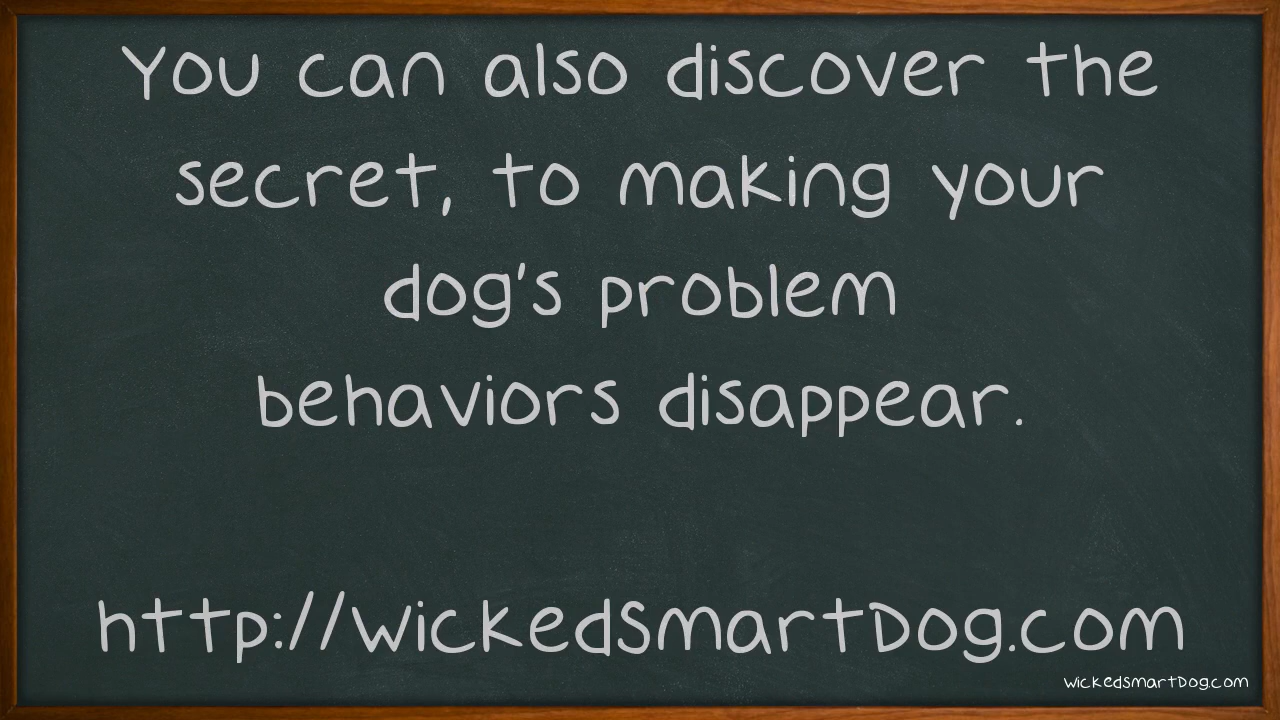 You can also discover the
secret, to making your
dog's problem
behaviors disappear.
http://WickedSmartDog.com
WickedSmartDog.com